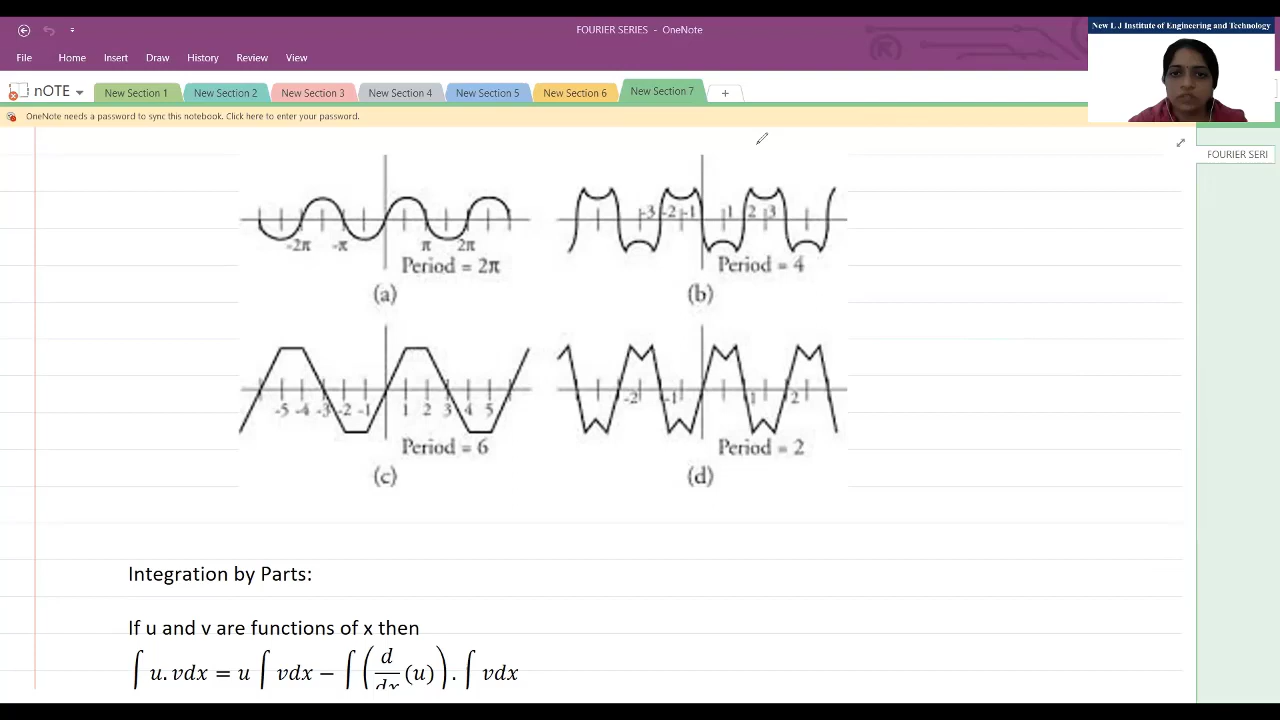 FOURIER SERIES - OneNote
New L J Institute of Engineering and Technology
File Home Insert Draw History Review View
nOTE New Section 1 New Section 2 New Section 3 New Section 4 New Section 5 New Section 6 New Section 7 +
OneNote needs a password to sync this notebook. Click here to enter your password.
FOURIER SERI
-2π -π π 2π
Period = 2π
(a)
-3 -2 -1 1 2 3
Period = 4
(b)
-5 -4 -3 -2 -1 1 2 3 4 5
Period = 6
(c)
-2 -1 1 2
Period = 2
(d)
Integration by Parts:
If u and v are functions of x then
∫ u. vdx = u ∫ vdx − ∫ (d/dx (u)). ∫ vdx